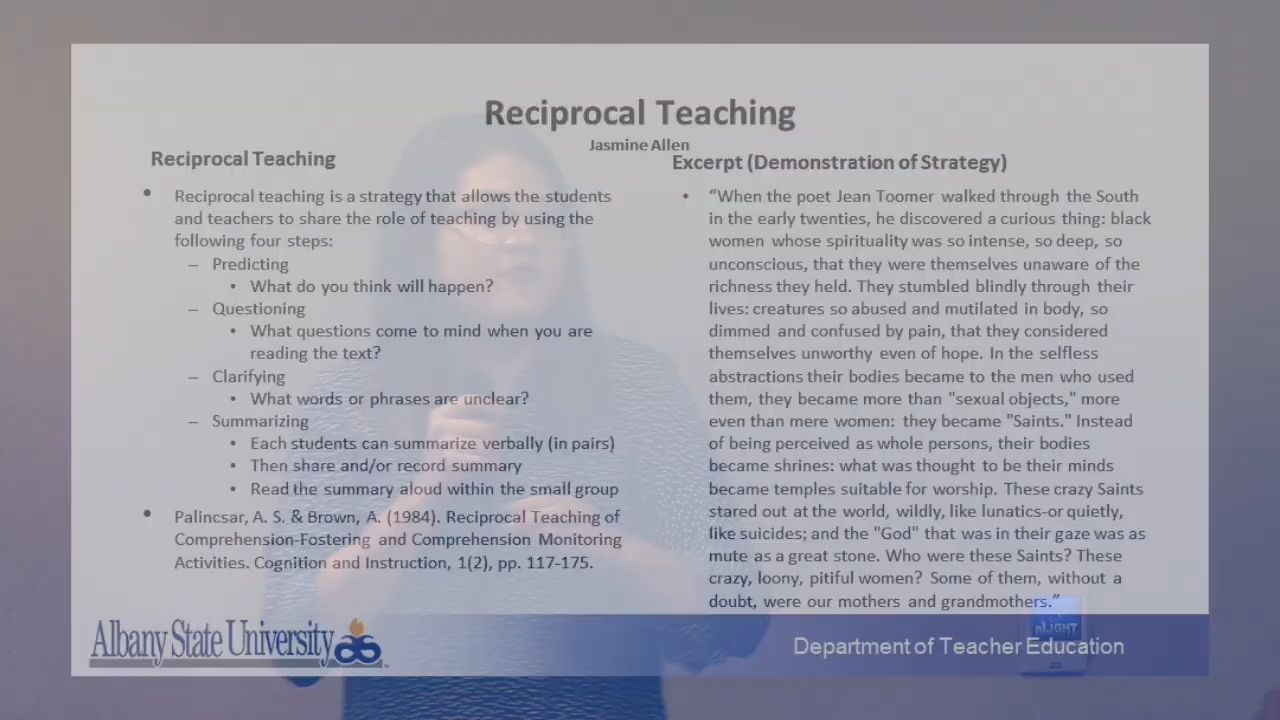 Reciprocal Teaching
Jasmine Allen
Reciprocal Teaching
• Reciprocal teaching is a strategy that allows the students
and teachers to share the role of teaching by using the
following four steps:
– Predicting
• What do you think will happen?
– Questioning
• What questions come to mind when you are
reading the text?
– Clarifying
• What words or phrases are unclear?
– Summarizing
• Each students can summarize verbally (in pairs)
• Then share and/or record summary
• Read the summary aloud within the small group
• Palincsar, A. S. & Brown, A. (1984). Reciprocal Teaching of
Comprehension-Fostering and Comprehension Monitoring
Activities. Cognition and Instruction, 1(2), pp. 117-175.
Excerpt (Demonstration of Strategy)
• “When the poet Jean Toomer walked through the South
in the early twenties, he discovered a curious thing: black
women whose spirituality was so intense, so deep, so
unconscious, that they were themselves unaware of the
richness they held. They stumbled blindly through their
lives: creatures so abused and mutilated in body, so
dimmed and confused by pain, that they considered
themselves unworthy even of hope. In the selfless
abstractions their bodies became to the men who used
them, they became more than "sexual objects," more
even than mere women: they became "Saints." Instead
of being perceived as whole persons, their bodies
became shrines: what was thought to be their minds
became temples suitable for worship. These crazy Saints
stared out at the world, wildly, like lunatics-or quietly,
like suicides; and the "God" that was in their gaze was as
mute as a great stone. Who were these Saints? These
crazy, loony, pitiful women? Some of them, without a
doubt, were our mothers and grandmothers.”
Albany State University
Department of Teacher Education
nLIGHT